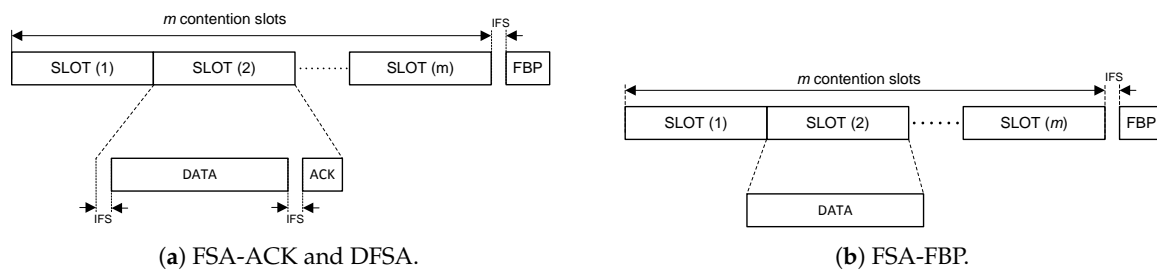 m contention slots
IFS
SLOT (1)
SLOT (2)
SLOT (m)
FBP
DATA
ACK
IFS
IFS
(a) FSA-ACK and DFSA.
m contention slots
IFS
SLOT (1)
SLOT (2)
SLOT (m)
FBP
DATA
(b) FSA-FBP.